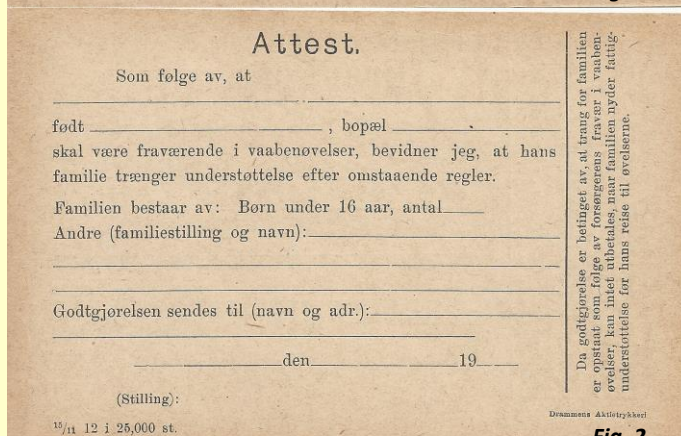 Attest.
Som følge av, at
født , bopæl
skal være fraværende i vaabenøvelser, bevidner jeg, at hans
familie trænger understøttelse efter omstaaende regler.
Familien bestaar av: Børn under 16 aar, antal
Andre (familiestilling og navn):
Godtgjørelsen sendes til (navn og adr.):
den 19
(Stilling):
15/11 12 i 25,000 st.
Da godtgjørelse er betinget av, at trang for familien
er opstaat som følge av forsørgerens fravær i vaaben-
øvelser, kan intet utbetales, naar familien nyder fattig-
understøttelse før hans reise til øvelserne.
Drammens Aktietrykkeri
Fig. 2